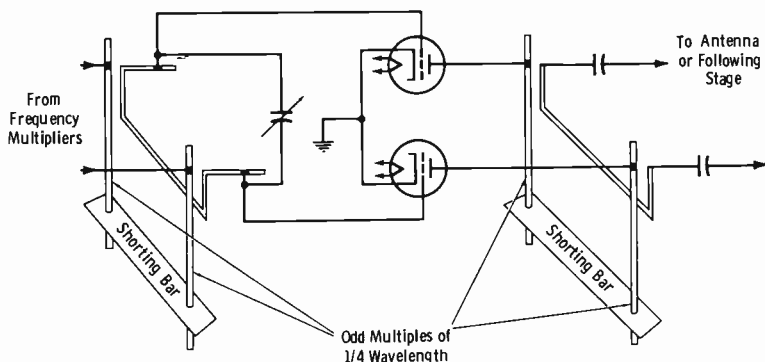 To Antenna
or Following
Stage
From
Frequency
Multipliers
Shorting Bar
Shorting Bar
Odd Multiples of
1/4 Wavelength